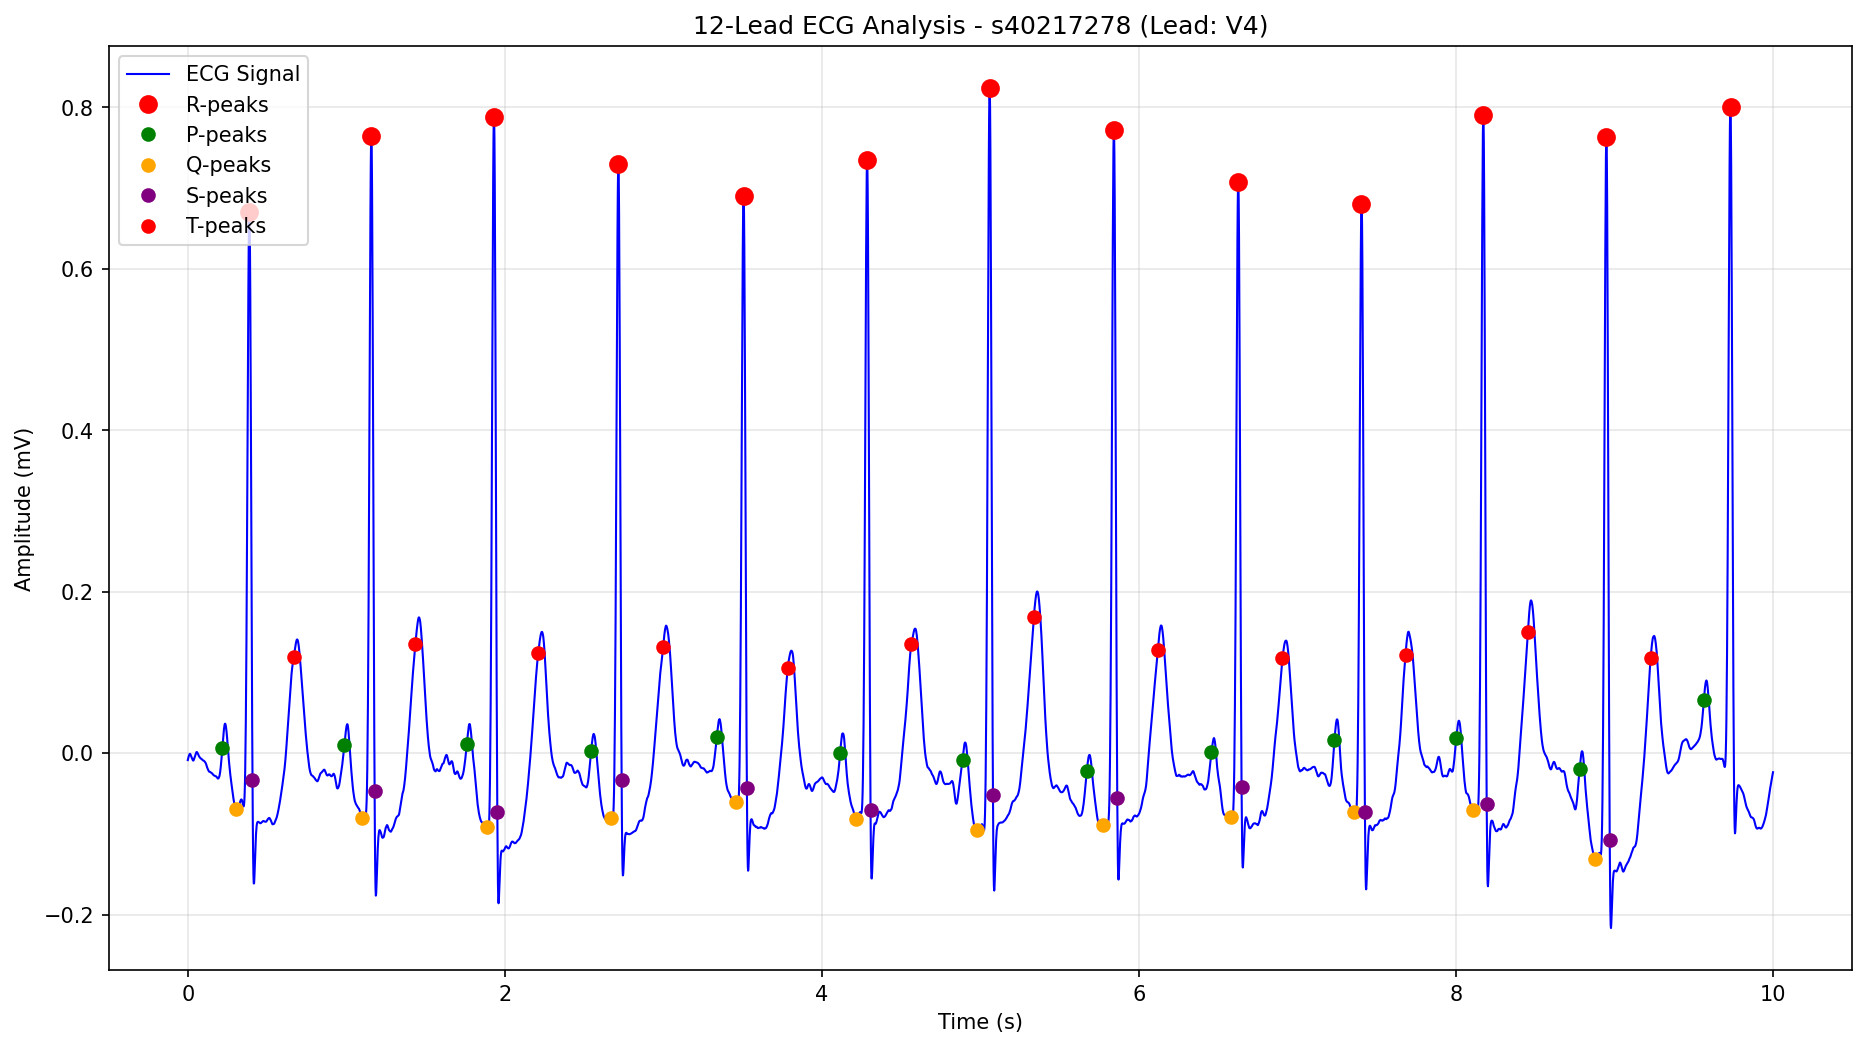 12-Lead ECG Analysis - s40217278 (Lead: V4)
ECG Signal
R-peaks
P-peaks
Q-peaks
S-peaks
T-peaks
Amplitude (mV)
0.8
0.6
0.4
0.2
0.0
−0.2
0 2 4 6 8 10
Time (s)